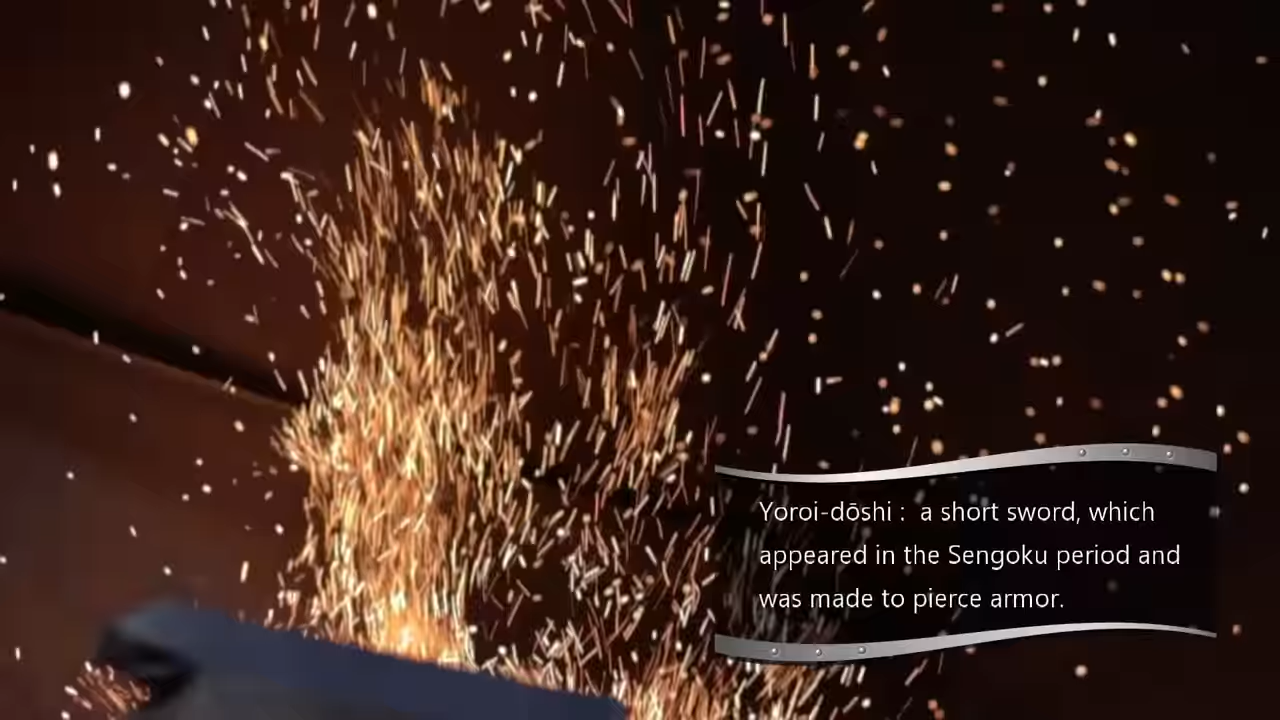 Yoroi-dōshi :  a short sword, which
appeared in the Sengoku period and
was made to pierce armor.